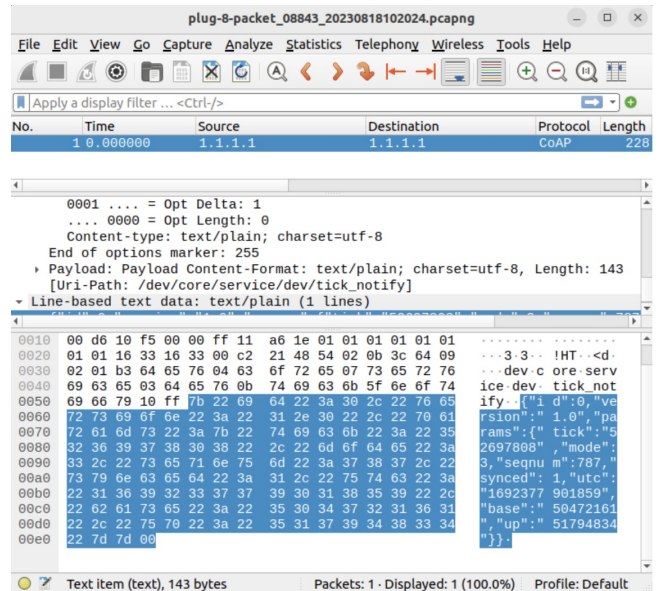 plug-8-packet_08843_20230818102024.pcapng
File Edit View Go Capture Analyze Statistics Telephony Wireless Tools Help
Apply a display filter ... <Ctrl-/>
No. Time Source Destination Protocol Length
1 0.000000 1.1.1.1 1.1.1.1 CoAP 228
0001 .... = Opt Delta: 1
.... 0000 = Opt Length: 0
Content-type: text/plain; charset=utf-8
End of options marker: 255
Payload: Payload Content-Format: text/plain; charset=utf-8, Length: 143
[Uri-Path: /dev/core/service/dev/tick_notify]
Line-based text data: text/plain (1 lines)
0010 00 d6 10 f5 00 00 ff 11 a6 1e 01 01 01 01 01 01 ········ ········
0020 01 01 16 33 16 33 00 c2 21 48 54 02 0b 3c 64 09 ···3·3·· !HT··<d·
0030 02 01 b3 64 65 76 04 63 6f 72 65 07 73 65 72 76 ···dev·c ore·serv
0040 69 63 65 03 64 65 76 0b 74 69 63 6b 5f 6e 6f 74 ice·dev· tick_not
0050 69 66 79 10 ff 7b 22 69 64 22 3a 30 2c 22 76 65 ify··{"i d":0,"ve
0060 72 73 69 6f 6e 22 3a 22 31 2e 30 22 2c 22 70 61 rsion":" 1.0","pa
0070 72 61 6d 73 22 3a 7b 22 74 69 63 6b 22 3a 22 35 rams":{" tick":"5
0080 32 36 39 37 38 30 38 22 2c 22 6d 6f 64 65 22 3a 2697808" ,"mode":
0090 33 2c 22 73 65 71 6e 75 6d 22 3a 37 38 37 2c 22 3,"seqnu m":787,"
00a0 73 79 6e 63 65 64 22 3a 31 2c 22 75 74 63 22 3a synced": 1,"utc":
00b0 22 31 36 39 32 33 37 37 39 30 31 38 35 39 22 2c "1692377 901859",
00c0 22 62 61 73 65 22 3a 22 35 30 34 37 32 31 36 31 "base":" 50472161
00d0 22 2c 22 75 70 22 3a 22 35 31 37 39 34 38 33 34 ","up":" 51794834
00e0 22 7d 7d 00 "}}·
Text item (text), 143 bytes Packets: 1 · Displayed: 1 (100.0%) Profile: Default